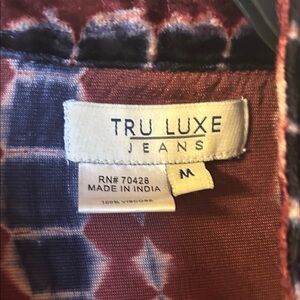 TRU LUXE
JEANS
M
RN# 70428
MADE IN INDIA
100% VISCOSE